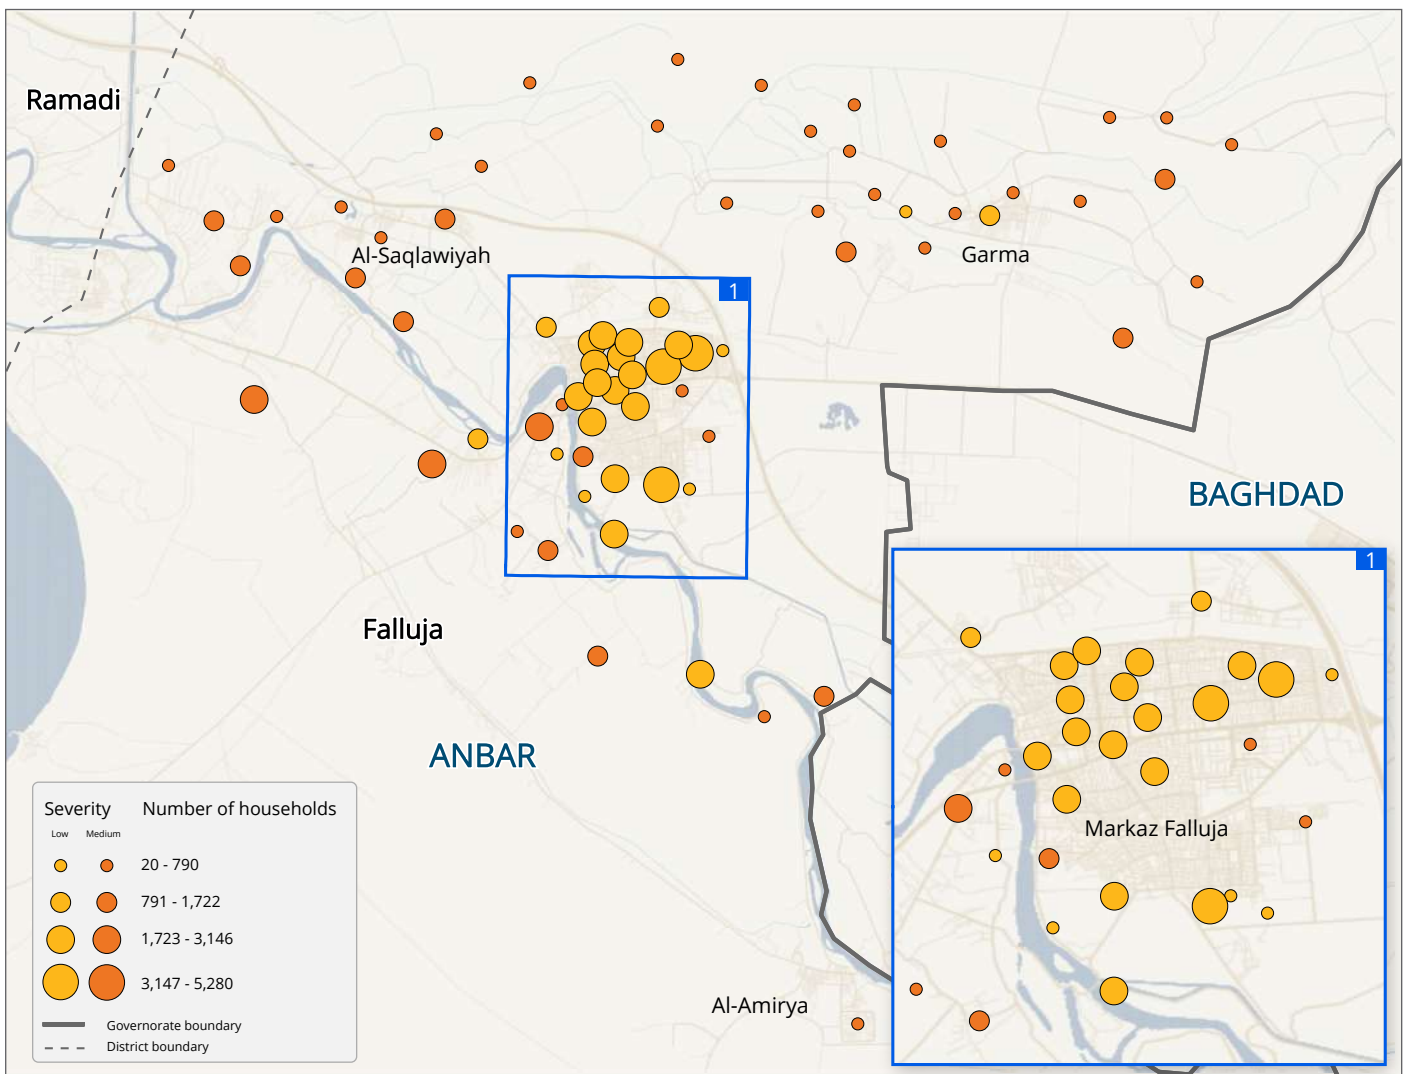 Ramadi
Al-Saqlawiyah
Garma
1
BAGHDAD
1
Falluja
ANBAR
Markaz Falluja
Al-Amirya
Severity Number of households
Low Medium
20 - 790
791 - 1,722
1,723 - 3,146
3,147 - 5,280
Governorate boundary
District boundary